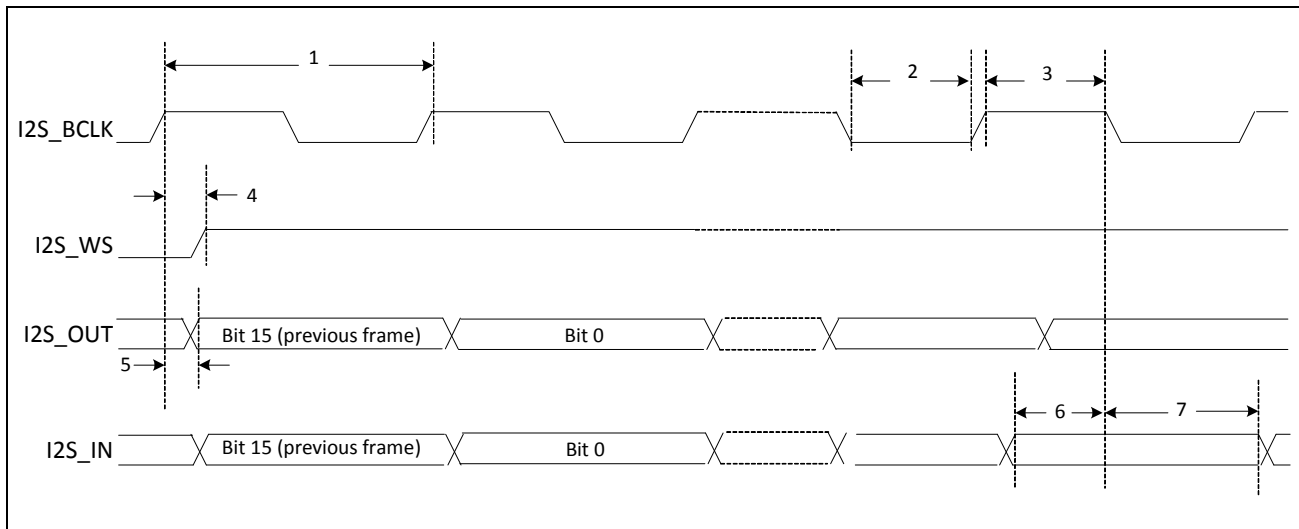 1
2
3
I2S_BCLK
4
I2S_WS
I2S_OUT
Bit 15 (previous frame)
Bit 0
5
6
7
I2S_IN
Bit 15 (previous frame)
Bit 0